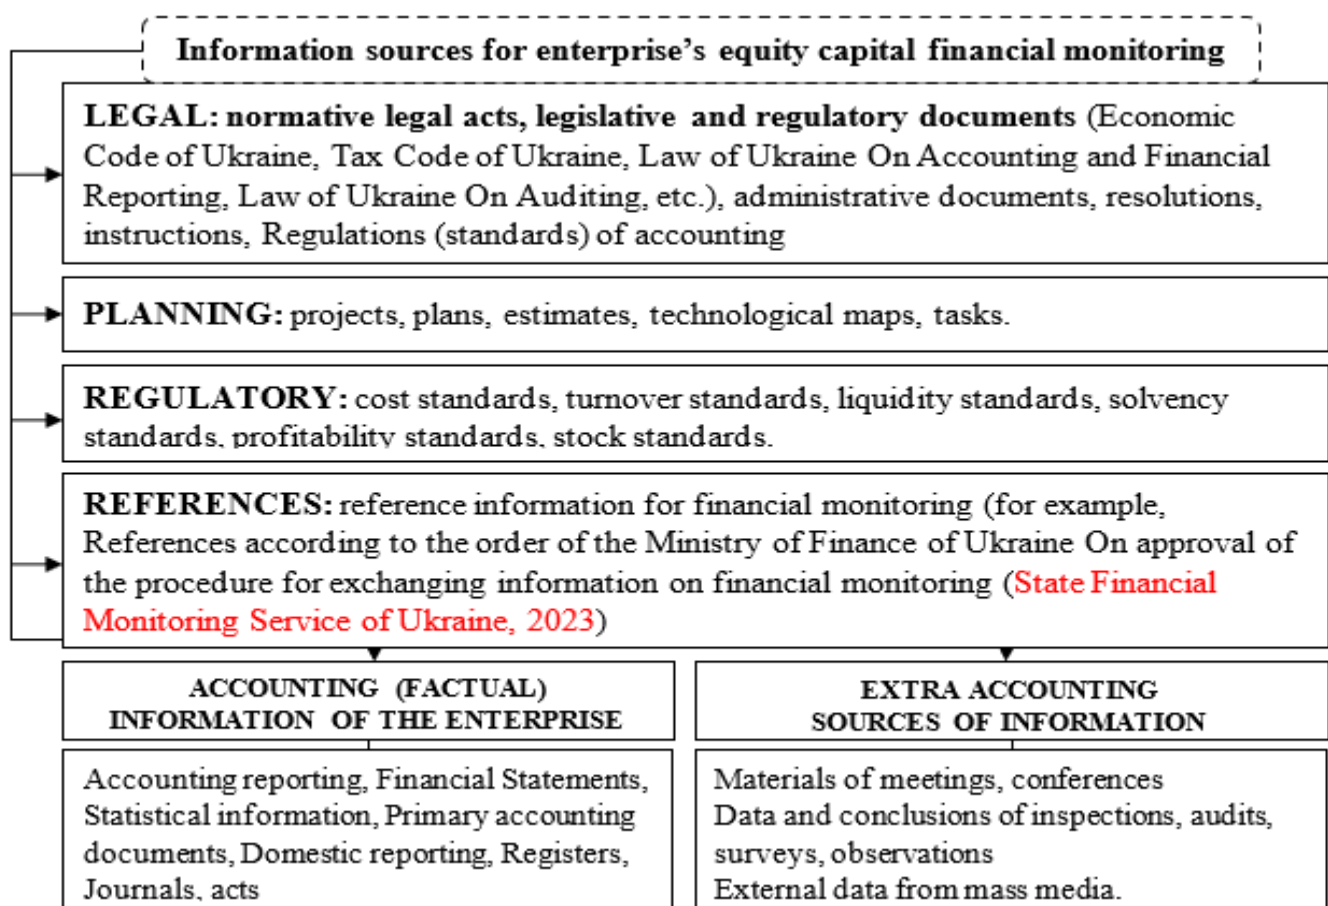 Information sources for enterprise’s equity capital financial monitoring
LEGAL: normative legal acts, legislative and regulatory documents (Economic
Code of Ukraine, Tax Code of Ukraine, Law of Ukraine On Accounting and Financial
Reporting, Law of Ukraine On Auditing, etc.), administrative documents, resolutions,
instructions, Regulations (standards) of accounting
PLANNING: projects, plans, estimates, technological maps, tasks.
REGULATORY: cost standards, turnover standards, liquidity standards, solvency
standards, profitability standards, stock standards.
REFERENCES: reference information for financial monitoring (for example,
References according to the order of the Ministry of Finance of Ukraine On approval of
the procedure for exchanging information on financial monitoring (State Financial
Monitoring Service of Ukraine, 2023)
ACCOUNTING (FACTUAL)
INFORMATION OF THE ENTERPRISE
Accounting reporting, Financial Statements,
Statistical information, Primary accounting
documents, Domestic reporting, Registers,
Journals, acts
EXTRA ACCOUNTING
SOURCES OF INFORMATION
Materials of meetings, conferences
Data and conclusions of inspections, audits,
surveys, observations
External data from mass media.